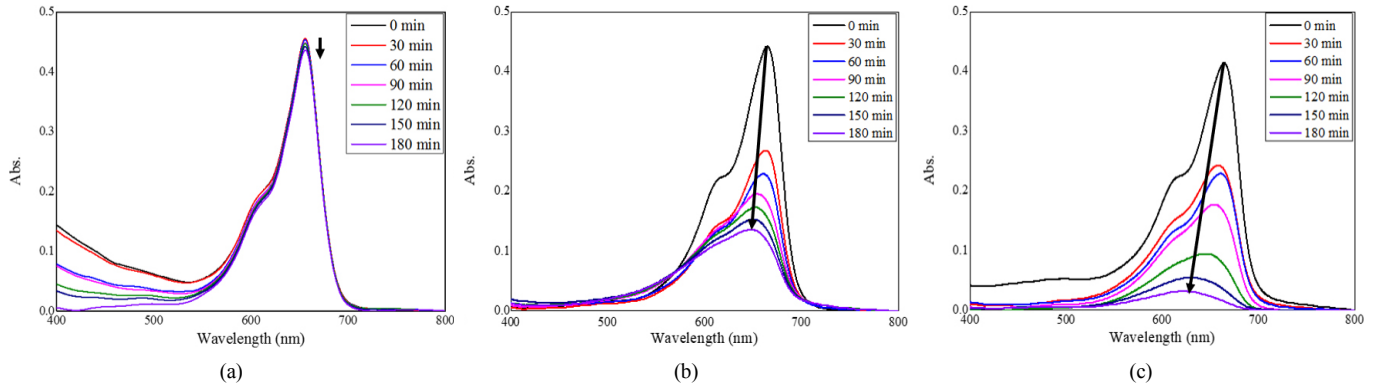 0.5
0.4
0.3
0.2
0.1
0.0
Abs.
400
500
600
700
800
Wavelength (nm)
0 min
30 min
60 min
90 min
120 min
150 min
180 min
(a)
0.5
0.4
0.3
0.2
0.1
0.0
Abs.
400
500
600
700
800
Wavelength (nm)
0 min
30 min
60 min
90 min
120 min
150 min
180 min
(b)
0.5
0.4
0.3
0.2
0.1
0.0
Abs.
400
500
600
700
800
Wavelength (nm)
0 min
30 min
60 min
90 min
120 min
150 min
180 min
(c)